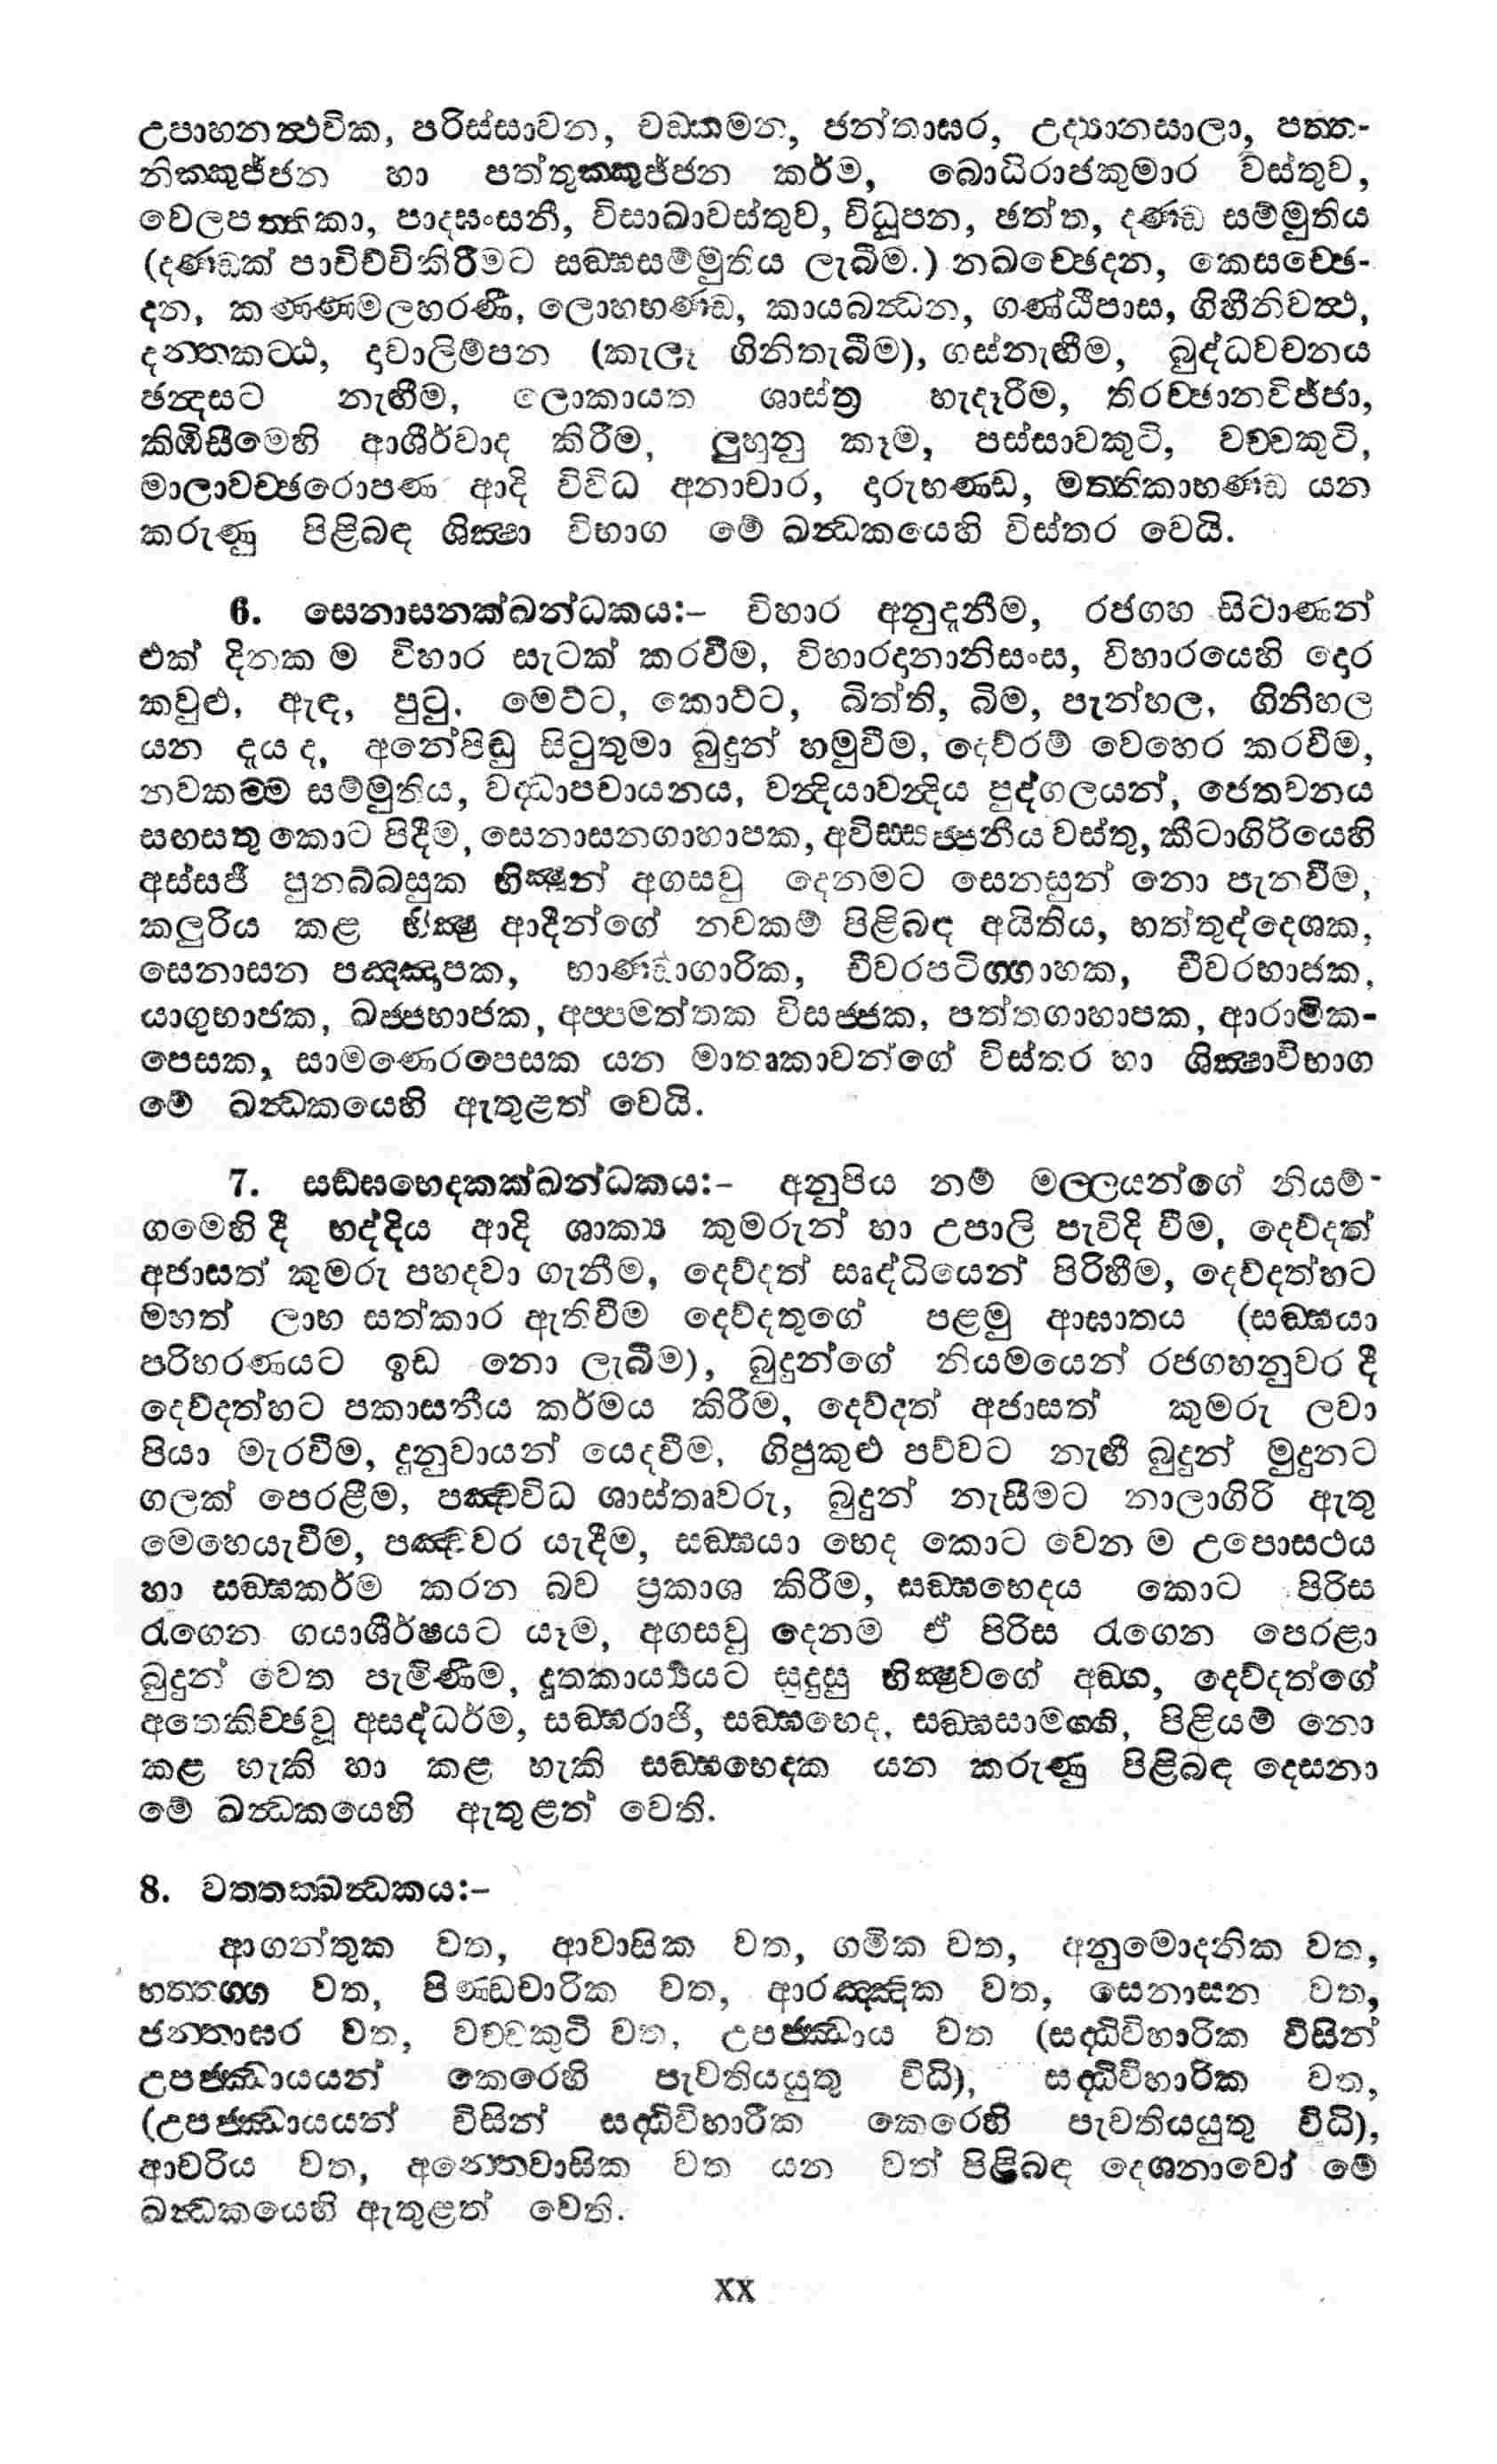 උපාහනත්‍ථවික, පරිස්සාවන, චඞ්‍කමන, ජන්තාඝර, උද්‍යානසාලා, පත්‍ත-
නික්‍කුජ්ජන හා පත්තුක්‍කුජ්ජන කර්ම, බොධිරාජකුමාර වස්තුව,
චෙලපත්‍තිකා, පාදඝංසනී, විසාඛාවස්තුව, විධූපන, ඡත්ත, දණ්‍ඩ සම්මුතිය
(දණ්‍ඩක් පාවිච්චිකිරීමට සඞ්‍ඝසම්මුතිය ලැබීම.) නඛච්ඡෙදන, කෙසච්ඡෙ-
දන, කණ්‍ණමලහරණී, ලොහභණ්‍ඩ, කායබන්‍ධන, ගණ්ඨිපාස, ගිහීනිවත්‍ථ,
දන්‍තකට්‍ඨ, දාවාලිම්පන (කැලෑ ගිනිතැබීම), ගස්නැඟීම, බුද්ධවචනය
ඡන්‍දසට නැඟීම, ලොකායත ශාස්ත්‍ර හැදෑරීම, තිරච්ඡානවිජ්ජා,
කිඹිසීමෙහි ආශීර්වාද කිරීම, ලුහුනු කෑම, පස්සාවකුටි, වච්චකුටි,
මාලාවච්ඡරොපණ ආදි විවිධ අනාචාර, දාරුභණ්‍ඩ, මත්‍තිකාභණ්‍ඩ යන
කරුණු පිළිබඳ ශික්‍ෂා විභාග මේ ඛන්‍ධකයෙහි විස්තර වෙයි.
6. සෙනාසනක්ඛන්ධකය:– විහාර අනුදැනීම, රජගහ සිටාණන්
එක් දිනක ම විහාර සැටක් කරවීම, විහාරදානානිසංස, විහාරයෙහි දොර
කවුළු, ඇඳ, පුටු, මෙට්ට, කොට්ට, බිත්ති, බිම, පැන්හල, ගිනිහල
යන දැය ද, අනේපිඬු සිටුතුමා බුදුන් හමුවීම, දෙව්රම් වෙහෙර කරවීම,
නවකම්‍ම සම්මුතිය, වද්‍ධාපචායනය, වන්‍දියාවන්‍දිය පුද්ගලයන්, ජෙතවනය
සඟසතු කොට පිදීම, සෙනාසනගාහාපක, අවිස්‍සජ්‍ජනීය වස්තු, කීටාගිරියෙහි
අස්සජී පුනබ්බසුක භික්‍ෂූන් අගසවු දෙනමට සෙනසුන් නො පැනවීම,
කලුරිය කළ භික්‍ෂු ආදීන්ගේ නවකම් පිළිබඳ අයිතිය, භත්තුද්දෙශක,
සෙනාසන පඤ්‍ඤාපක, භාණ්‍ඩාගාරික, චීවරපටිග්‍ගාහක, චීවරභාජක,
යාගුභාජක, ඛජ්‍ජභාජක, අප්‍පමත්තක විසජ්‍ජක, පත්තගාහාපක, ආරාමික-
පෙසක, සාමණෙරපෙසක යන මාතෘකාවන්ගේ විස්තර හා ශික්‍ෂාවිභාග
මේ ඛන්‍ධකයෙහි ඇතුළත් වෙයි.
7. සඞ්ඝභෙදකක්ඛන්ධකය:– අනුපිය නම් මල්‍ලයන්ගේ නියම්-
ගමෙහි දී භද්දිය ආදි ශාක්‍ය කුමරුන් හා උපාලි පැවිදි වීම, දෙව්දත්
අජාසත් කුමරු පහදවා ගැනීම, දෙව්දත් සෘද්ධියෙන් පිරිහීම, දෙව්දත්හට
මහත් ලාභ සත්කාර ඇතිවීම දෙව්දතුගේ පළමු ආඝාතය (සඞ්‍ඝයා
පරිහරණයට ඉඩ නො ලැබීම), බුදුන්ගේ නියමයෙන් රජගහනුවර දී
දෙව්දත්හට පකාසනීය කර්මය කිරීම, දෙව්දත් අජාසත් කුමරු ලවා
පියා මැරවීම, දුනුවායන් යෙදවීම, ගිජුකුළු පව්වට නැඟී බුදුන් මුදුනට
ගලක් පෙරළීම, පඤ්‍චවිධ ශාස්තෘවරු, බුදුන් නැසීමට නාලාගිරි ඇතු
මෙහෙයැවීම, පඤ්‍චවර යැදීම, සඞ්‍ඝයා භෙද කොට වෙන ම උපොසථය
හා සඞ්‍ඝකර්ම කරන බව ප්‍රකාශ කිරීම, සඞ්‍ඝභෙදය කොට පිරිස
රැගෙන ගයාශීර්ෂයට යෑම, අගසවු දෙනම ඒ පිරිස රැගෙන පෙරළා
බුදුන් වෙත පැමිණීම, දූතකාර්‍ය්‍යයට සුදුසු භික්‍ෂුවගේ අඞ්‍ග, දෙව්දත්ගේ
අතෙකිච්ඡවූ අසද්ධර්ම, සඞ්‍ඝරාජි, සඞ්‍ඝභෙද, සඞ්‍ඝසාමග්‍ගි, පිළියම් නො
කළ හැකි හා කළ හැකි සඞ්‍ඝභෙදක යන කරුණු පිළිබඳ දෙසනා
මේ ඛන්‍ධකයෙහි ඇතුළත් වෙති.
8. වත්‍තක්‍ඛන්‍ධකය:–
ආගන්තුක වත, ආවාසික වත, ගමික වත, අනුමොදනික වත,
භත්‍තග්‍ග වත, පිණ්‍ඩචාරික වත, ආරඤ්‍ඤික වත, සෙනාසන වත,
ජන්‍තාඝර වත, වච්‍චකුටි වත, උපජ්‍ඣාය වත (සද්‍ධිවිහාරික විසින්
උපජ්‍ඣායයන් කෙරෙහි පැවතියයුතු විධි), සද්‍ධිවිහාරික වත,
(උපජ්‍ඣායයන් විසින් සද්‍ධිවිහාරික කෙරෙහි පැවතියයුතු විධි),
ආචරිය වත, අන්‍තෙවාසික වත යන වත් පිළිබඳ දෙශනාවෝ මේ
ඛන්‍ධකයෙහි ඇතුළත් වෙති.
XX